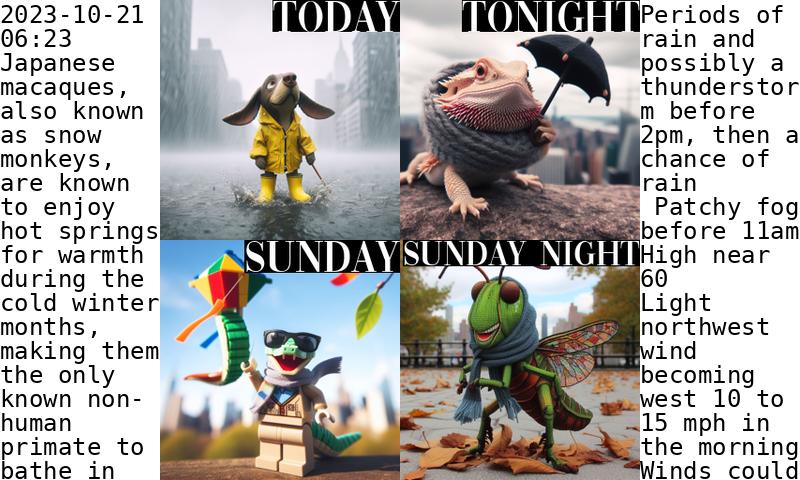 2023-10-21
06:23
Japanese
macaques,
also known
as snow
monkeys,
are known
to enjoy
hot springs
for warmth
during the
cold winter
months,
making them
the only
known non-
human
primate to
bathe in
TODAY
TONIGHT
SUNDAY
SUNDAY NIGHT
Periods of
rain and
possibly a
thunderstor
m before
2pm, then a
chance of
rain
Patchy fog
before 11am
High near
60
Light
northwest
wind
becoming
west 10 to
15 mph in
the morning
Winds could